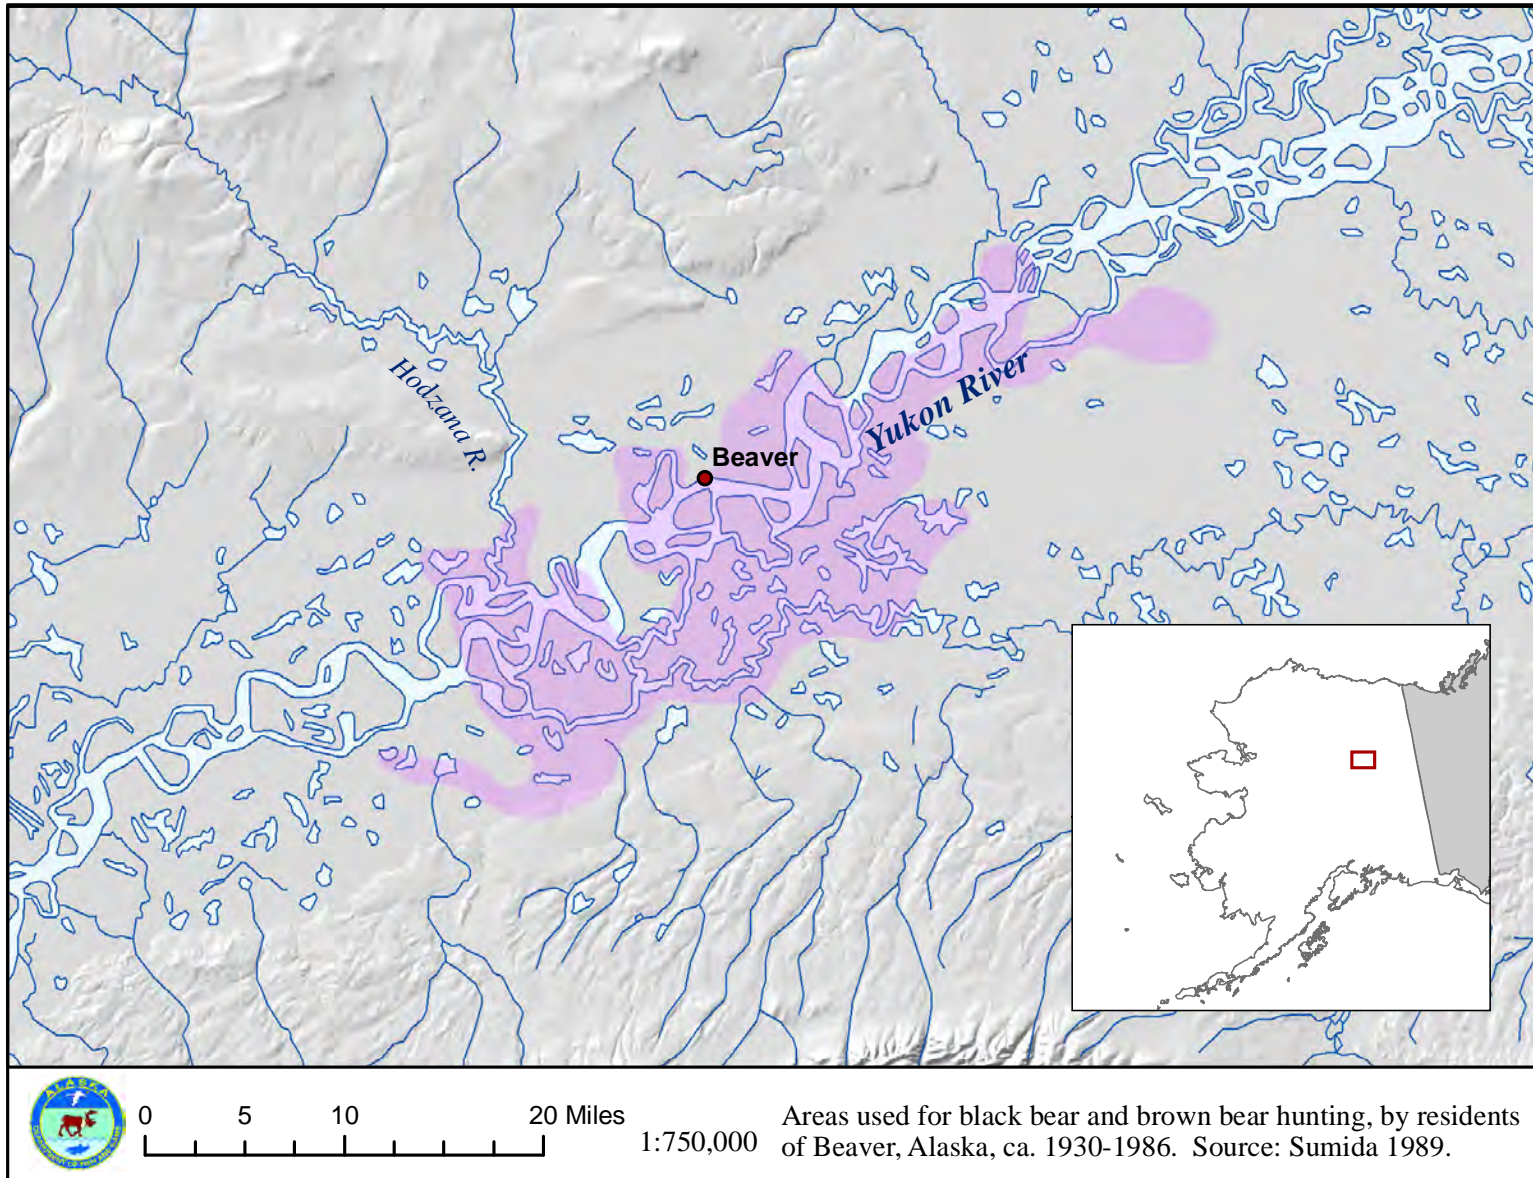 Hodzana R.
Yukon River
Beaver
ALASKA
0 5 10 20 Miles
1:750,000
Areas used for black bear and brown bear hunting, by residents
of Beaver, Alaska, ca. 1930-1986. Source: Sumida 1989.